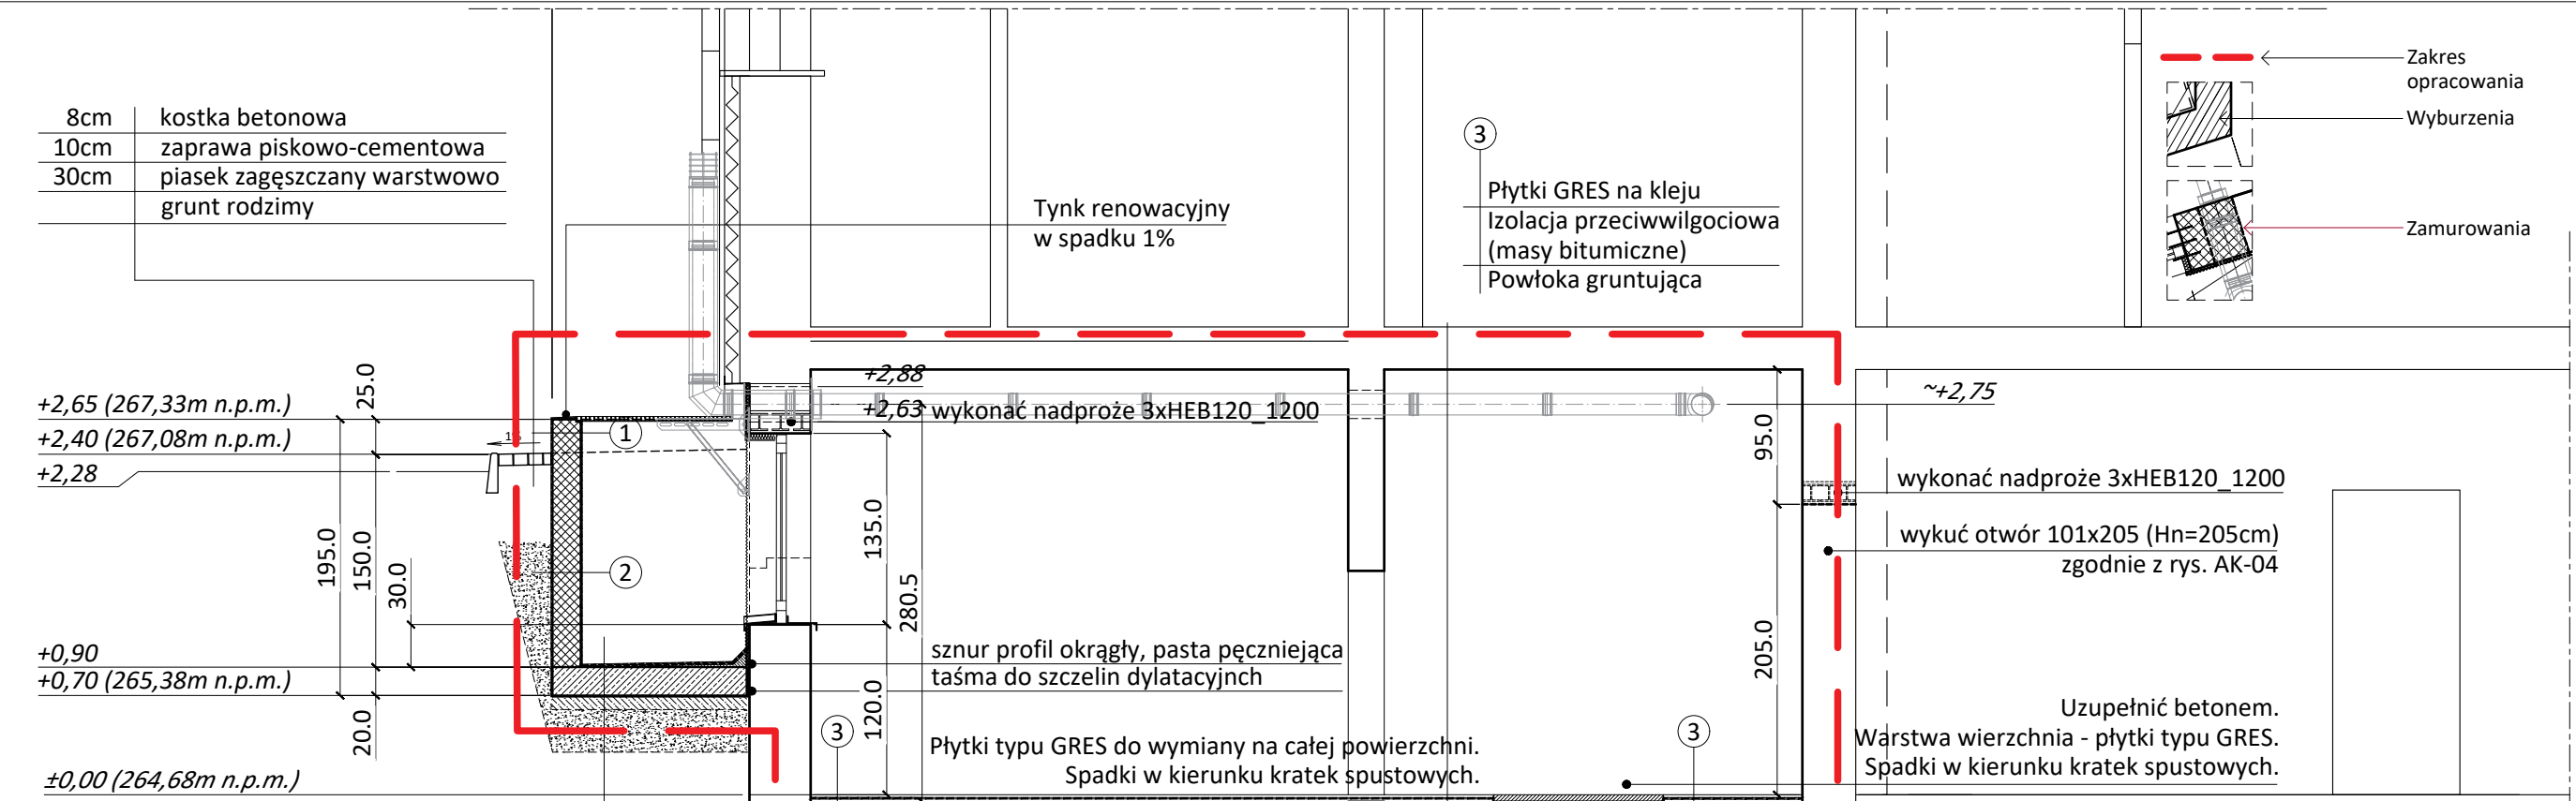 8cm kostka betonowa
10cm zaprawa piskowo-cementowa
30cm piasek zagęszczany warstwowo
grunt rodzimy
Tynk renowacyjny
w spadku 1%
3
Płytki GRES na kleju
Izolacja przeciwwilgociowa
(masy bitumiczne)
Powłoka gruntująca
Zakres
opracowania
Wyburzenia
Zamurowania
+2,65 (267,33m n.p.m.)
+2,40 (267,08m n.p.m.)
+2,28
+0,90
+0,70 (265,38m n.p.m.)
±0,00 (264,68m n.p.m.)
25.0
195.0
150.0
30.0
20.0
1
2
+2,88
+2,63 wykonać nadproże 3xHEB120_1200
135.0
280.5
120.0
sznur profil okrągły, pasta pęczniejąca
taśma do szczelin dylatacyjnch
3
Płytki typu GRES do wymiany na całej powierzchni.
Spadki w kierunku kratek spustowych.
3
95.0
205.0
~+2,75
wykonać nadproże 3xHEB120_1200
wykuć otwór 101x205 (Hn=205cm)
zgodnie z rys. AK-04
Uzupełnić betonem.
Warstwa wierzchnia - płytki typu GRES.
Spadki w kierunku kratek spustowych.